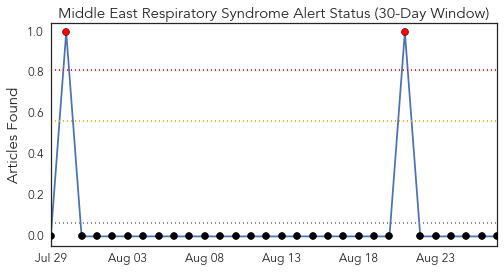 Middle East Respiratory Syndrome Alert Status (30-Day Window)
Articles Found
1.0
0.8
0.6
0.4
0.2
0.0
Jul 29 Aug 03 Aug 08 Aug 13 Aug 18 Aug 23